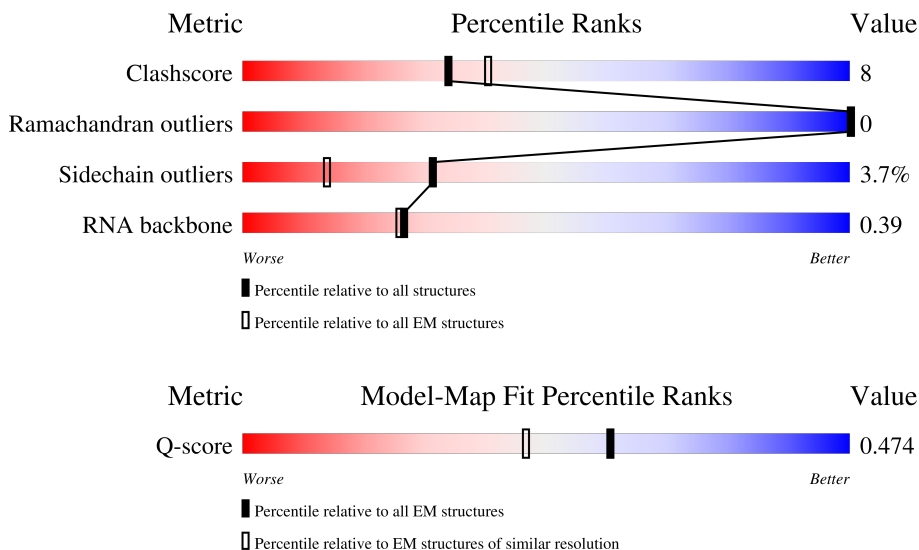 Metric Percentile Ranks Value
Clashscore 8
Ramachandran outliers 0
Sidechain outliers 3.7%
RNA backbone 0.39
Worse Better
Percentile relative to all structures
Percentile relative to all EM structures
Metric Model-Map Fit Percentile Ranks Value
Q-score 0.474
Worse Better
Percentile relative to all EM structures
Percentile relative to EM structures of similar resolution